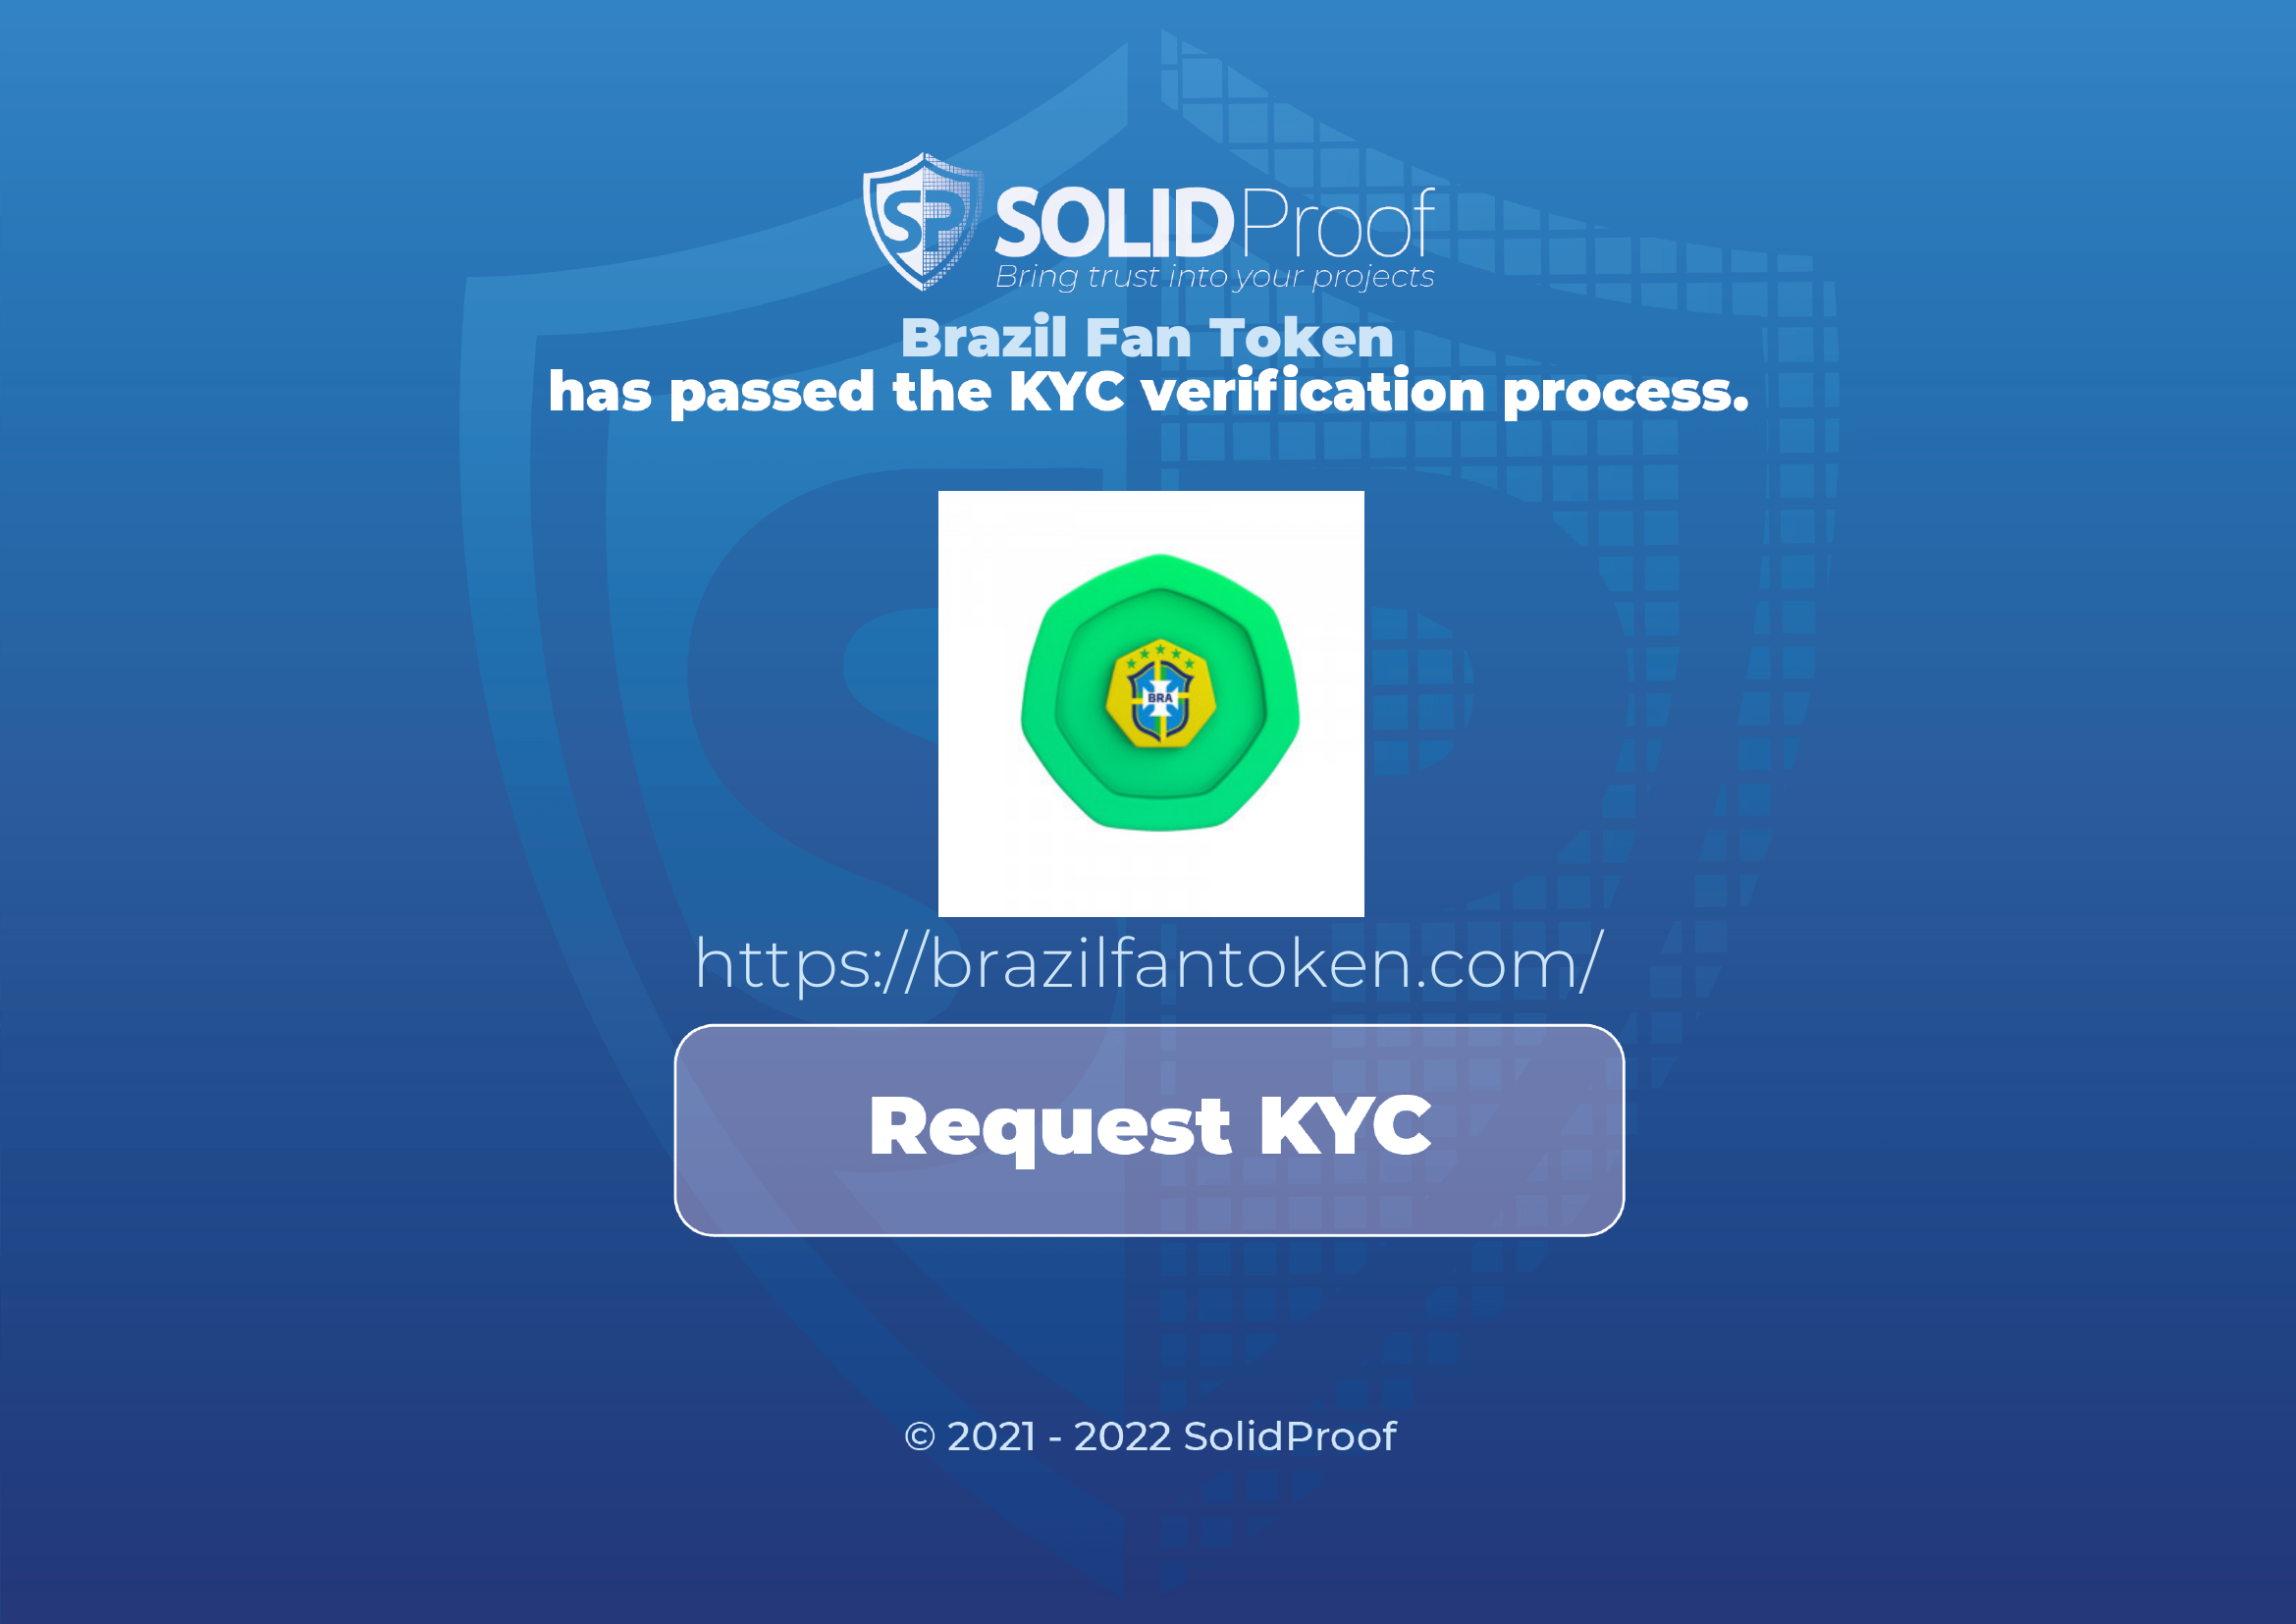 SP
SOLIDProof
Bring trust into your projects
Brazil Fan Token
has passed the KYC verification process.
BRA
https://brazilfantoken.com/
Request KYC
© 2021 - 2022 SolidProof